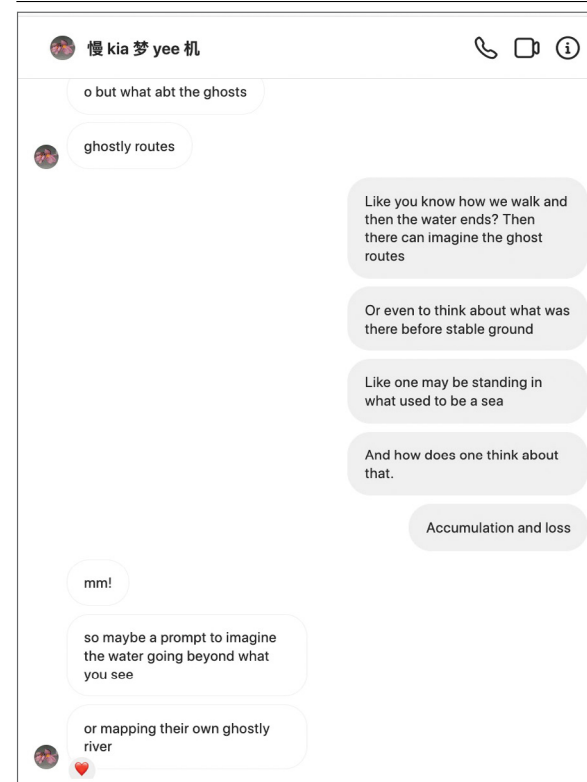 慢 kia 梦 yee 机
o but what abt the ghosts
ghostly routes
Like you know how we walk and
then the water ends? Then
there can imagine the ghost
routes
Or even to think about what was
there before stable ground
Like one may be standing in
what used to be a sea
And how does one think about
that.
Accumulation and loss
mm!
so maybe a prompt to imagine
the water going beyond what
you see
or mapping their own ghostly
river